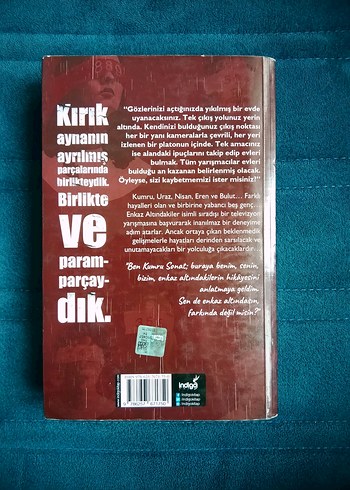 Kırık
aynanın
ayrılmış
parçalarında
birlikteydik.
Birlikte
ve
param-
parçay-
dık.
"Gözlerinizi açtığınızda yıkılmış bir evde
uyanacaksınız. Tek çıkış yolunuz yerin
altında. Kendinizi bulduğunuz çıkış noktası
her bir yanı kameralarla çevrili, her yeri
izlenen bir platonun içinde. Tek amacınız
ise alandaki ipuçlarını takip edip evleri
bulmak. Tüm yarışmacılar evleri
bulduğu an kazanan belirlenmiş olacak.
Öyleyse, sizi kaybetmemizi ister misiniz?"
Kumru, Uraz, Nisan, Eren ve Bulut... Farklı
hayalleri olan ve birbirine yabancı beş genç...
Enkaz Altındakiler isimli sıradışı bir televizyon
yarışmasına başvurarak inanılmaz bir deneyime
adım atarlar. Ancak ortaya çıkan beklenmedik
gelişmelerle hayatları derinden sarsılacak ve
unutamayacakları bir yolculuğa çıkacaklardır...
"Ben Kumru Sonat; buraya benim, senin,
bizim, enkaz altındakilerin hikâyesini
anlatmaya geldim.
Sen de enkaz altındasın,
farkında değil misin?"
indigo
indigokitap
indigokitap
indigokitap